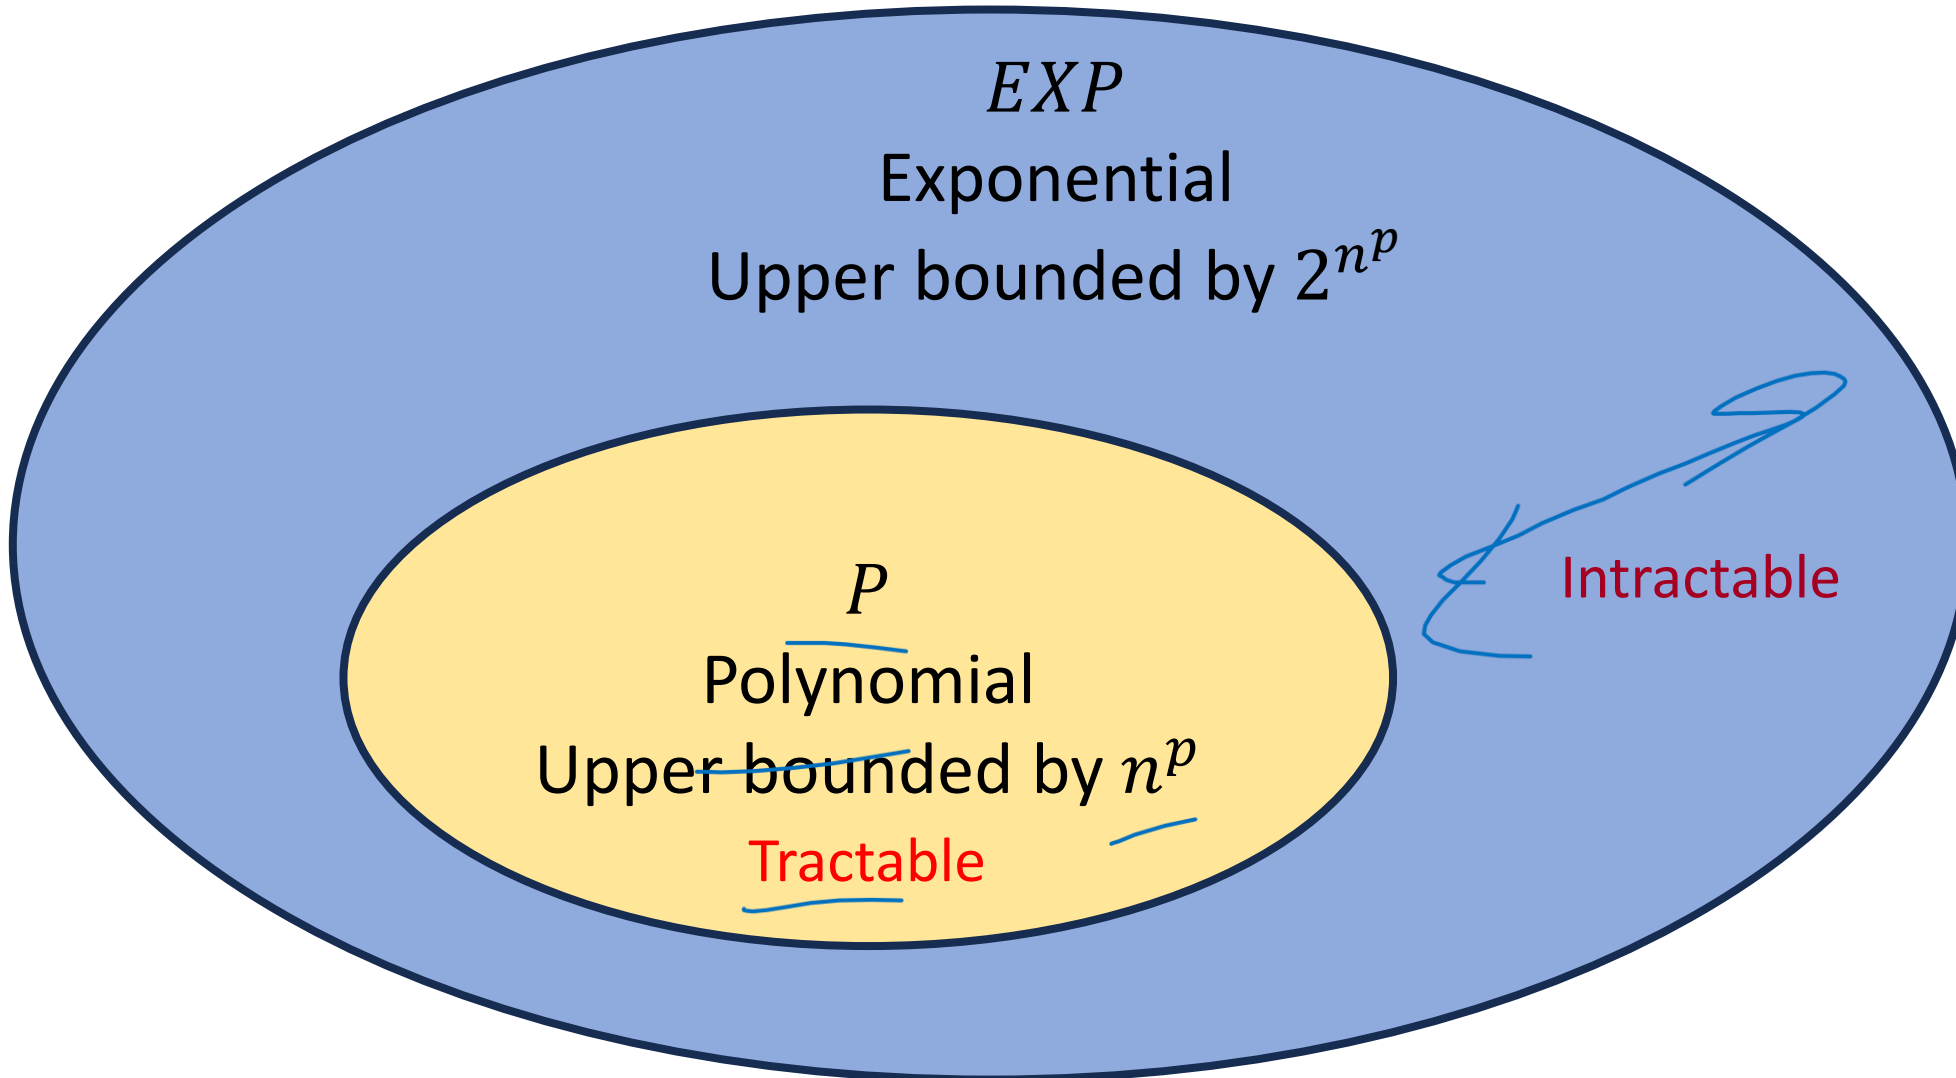 EXP
Exponential
Upper bounded by $2^{n^p}$
Intractable
P
Polynomial
Upper bounded by $n^p$
Tractable